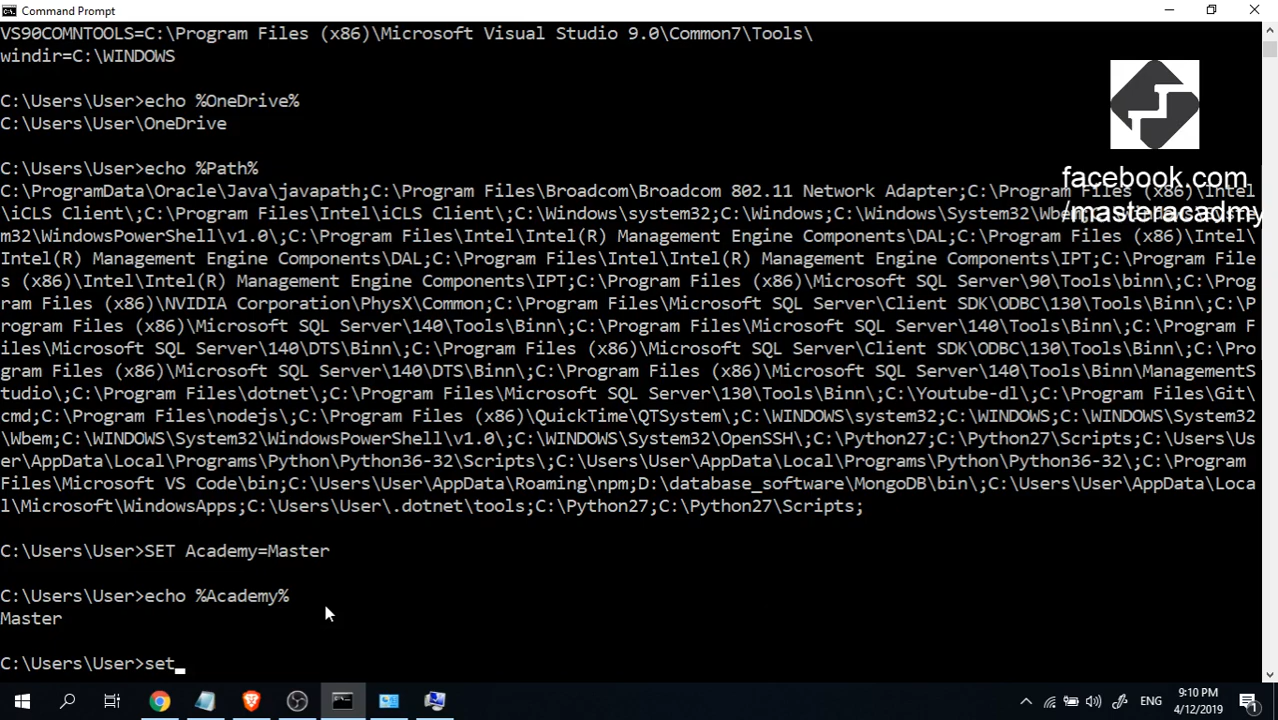 Command Prompt
VS90COMNTOOLS=C:\Program Files (x86)\Microsoft Visual Studio 9.0\Common7\Tools\
windir=C:\WINDOWS
C:\Users\User>echo %OneDrive%
C:\Users\User\OneDrive
C:\Users\User>echo %Path%
C:\ProgramData\Oracle\Java\javapath;C:\Program Files\Broadcom\Broadcom 802.11 Network Adapter;C:\Program Files (x86)\Intel
\iCLS Client\;C:\Program Files\Intel\iCLS Client\;C:\Windows\system32;C:\Windows;C:\Windows\System32\Wbem;C:\Windows\Syste
m32\WindowsPowerShell\v1.0\;C:\Program Files\Intel\Intel(R) Management Engine Components\DAL;C:\Program Files (x86)\Intel\
Intel(R) Management Engine Components\DAL;C:\Program Files\Intel\Intel(R) Management Engine Components\IPT;C:\Program File
s (x86)\Intel\Intel(R) Management Engine Components\IPT;C:\Program Files (x86)\Microsoft SQL Server\90\Tools\binn\;C:\Prog
ram Files (x86)\NVIDIA Corporation\PhysX\Common;C:\Program Files\Microsoft SQL Server\Client SDK\ODBC\130\Tools\Binn\;C:\P
rogram Files (x86)\Microsoft SQL Server\140\Tools\Binn\;C:\Program Files\Microsoft SQL Server\140\Tools\Binn\;C:\Program F
iles\Microsoft SQL Server\140\DTS\Binn\;C:\Program Files (x86)\Microsoft SQL Server\Client SDK\ODBC\130\Tools\Binn\;C:\Pro
gram Files (x86)\Microsoft SQL Server\140\DTS\Binn\;C:\Program Files (x86)\Microsoft SQL Server\140\Tools\Binn\ManagementS
tudio\;C:\Program Files\dotnet\;C:\Program Files\Microsoft SQL Server\130\Tools\Binn\;C:\Youtube-dl\;C:\Program Files\Git\
cmd;C:\Program Files\nodejs\;C:\Program Files (x86)\QuickTime\QTSystem\;C:\WINDOWS\system32;C:\WINDOWS;C:\WINDOWS\System32
\Wbem;C:\WINDOWS\System32\WindowsPowerShell\v1.0\;C:\WINDOWS\System32\OpenSSH\;C:\Python27;C:\Python27\Scripts;C:\Users\Us
er\AppData\Local\Programs\Python\Python36-32\Scripts\;C:\Users\User\AppData\Local\Programs\Python\Python36-32\;C:\Program
Files\Microsoft VS Code\bin;C:\Users\User\AppData\Roaming\npm;D:\database_software\MongoDB\bin\;C:\Users\User\AppData\Loca
l\Microsoft\WindowsApps;C:\Users\User\.dotnet\tools;C:\Python27;C:\Python27\Scripts;
C:\Users\User>SET Academy=Master
C:\Users\User>echo %Academy%
Master
C:\Users\User>set
facebook.com
/masteracadmy
ENG
9:10 PM
4/12/2019
1